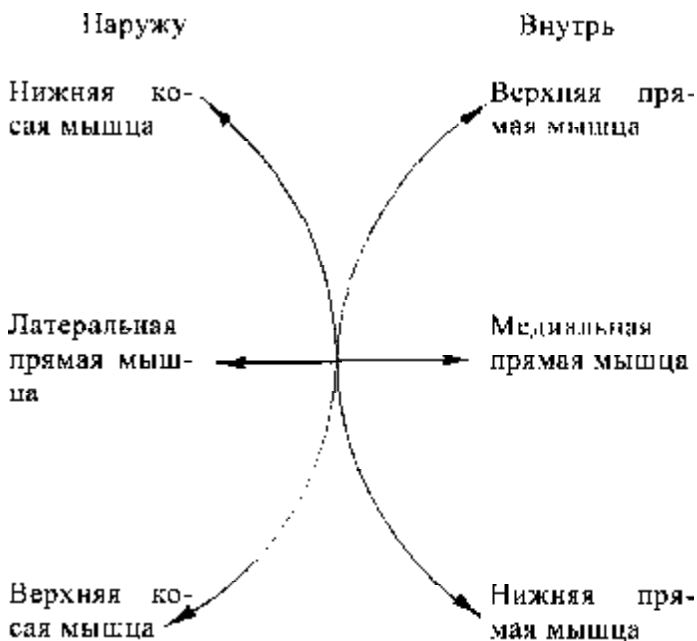 Наружу
Внутрь
Нижняя ко-
сая мышца
Верхняя пря-
мая мышца
Латеральная
прямая мыш-
ца
Медиальная
прямая мышца
Верхняя ко-
сая мышца
Нижняя пря-
мая мышца